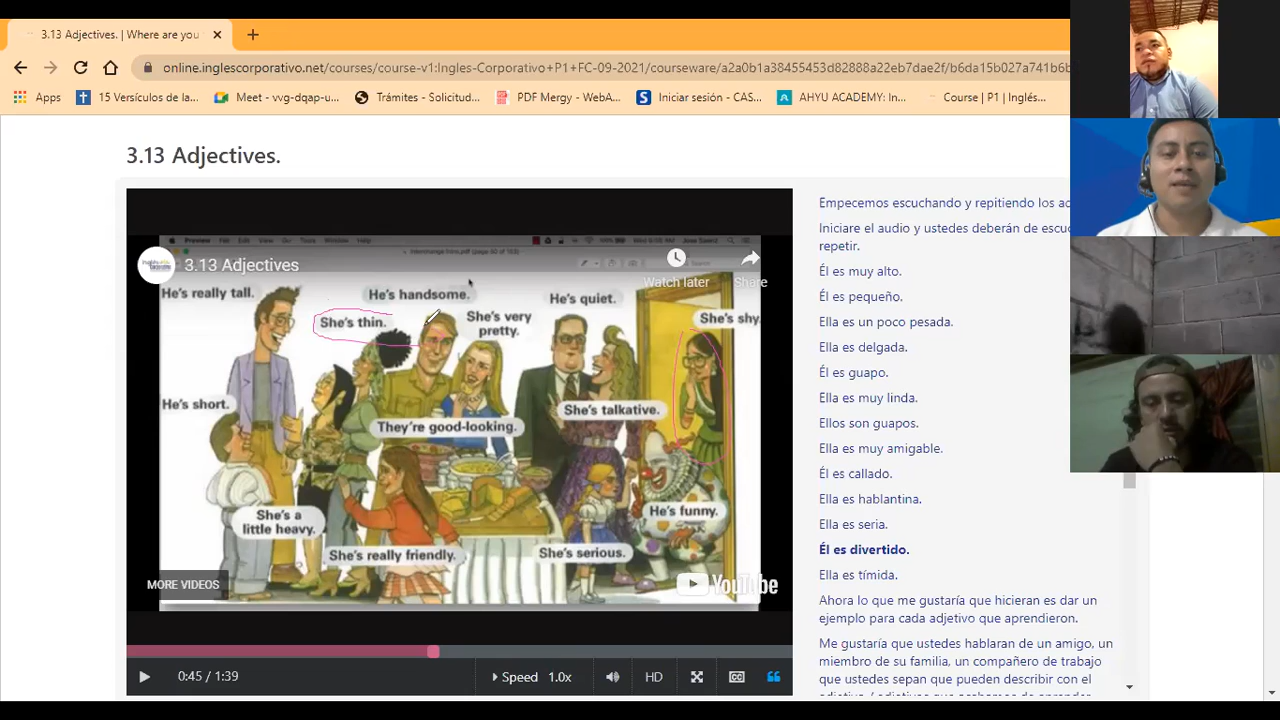 3.13 Adjectives. | Where are you
online.inglescorporativo.net/courses/course-v1:Ingles-Corporativo+P1+FC-09-2021/courseware/a2a0b1a38455453d82888a22eb7dae2f/b6da15b027a741b6b
Apps
15 Versículos de la...
Meet - vvg-dqap-u...
Trámites - Solicitud...
PDF Mergy - WebA...
Iniciar sesión - CAS...
AHYU ACADEMY: In...
Course | P1 | Inglés...
3.13 Adjectives.
3.13 Adjectives
Watch later
Share
He's really tall.
He's handsome.
He's quiet.
She's thin.
She's very
pretty.
She's shy.
He's short.
She's talkative.
They're good-looking.
She's a
little heavy.
He's funny.
She's really friendly.
She's serious.
MORE VIDEOS
YouTube
0:45 / 1:39
Speed 1.0x
HD
Empecemos escuchando y repitiendo los
Iniciare el audio y ustedes deberán de
repetir.
Él es muy alto.
Él es pequeño.
Ella es un poco pesada.
Ella es delgada.
Él es guapo.
Ella es muy linda.
Ellos son guapos.
Ella es muy amigable.
Él es callado.
Ella es hablantina.
Ella es seria.
Él es divertido.
Ella es tímida.
Ahora lo que me gustaría que hicieran es dar un
ejemplo para cada adjetivo que aprendieron.
Me gustaría que ustedes hablaran de un amigo, un
miembro de su familia, un compañero de trabajo
que ustedes sepan que pueden describir con el